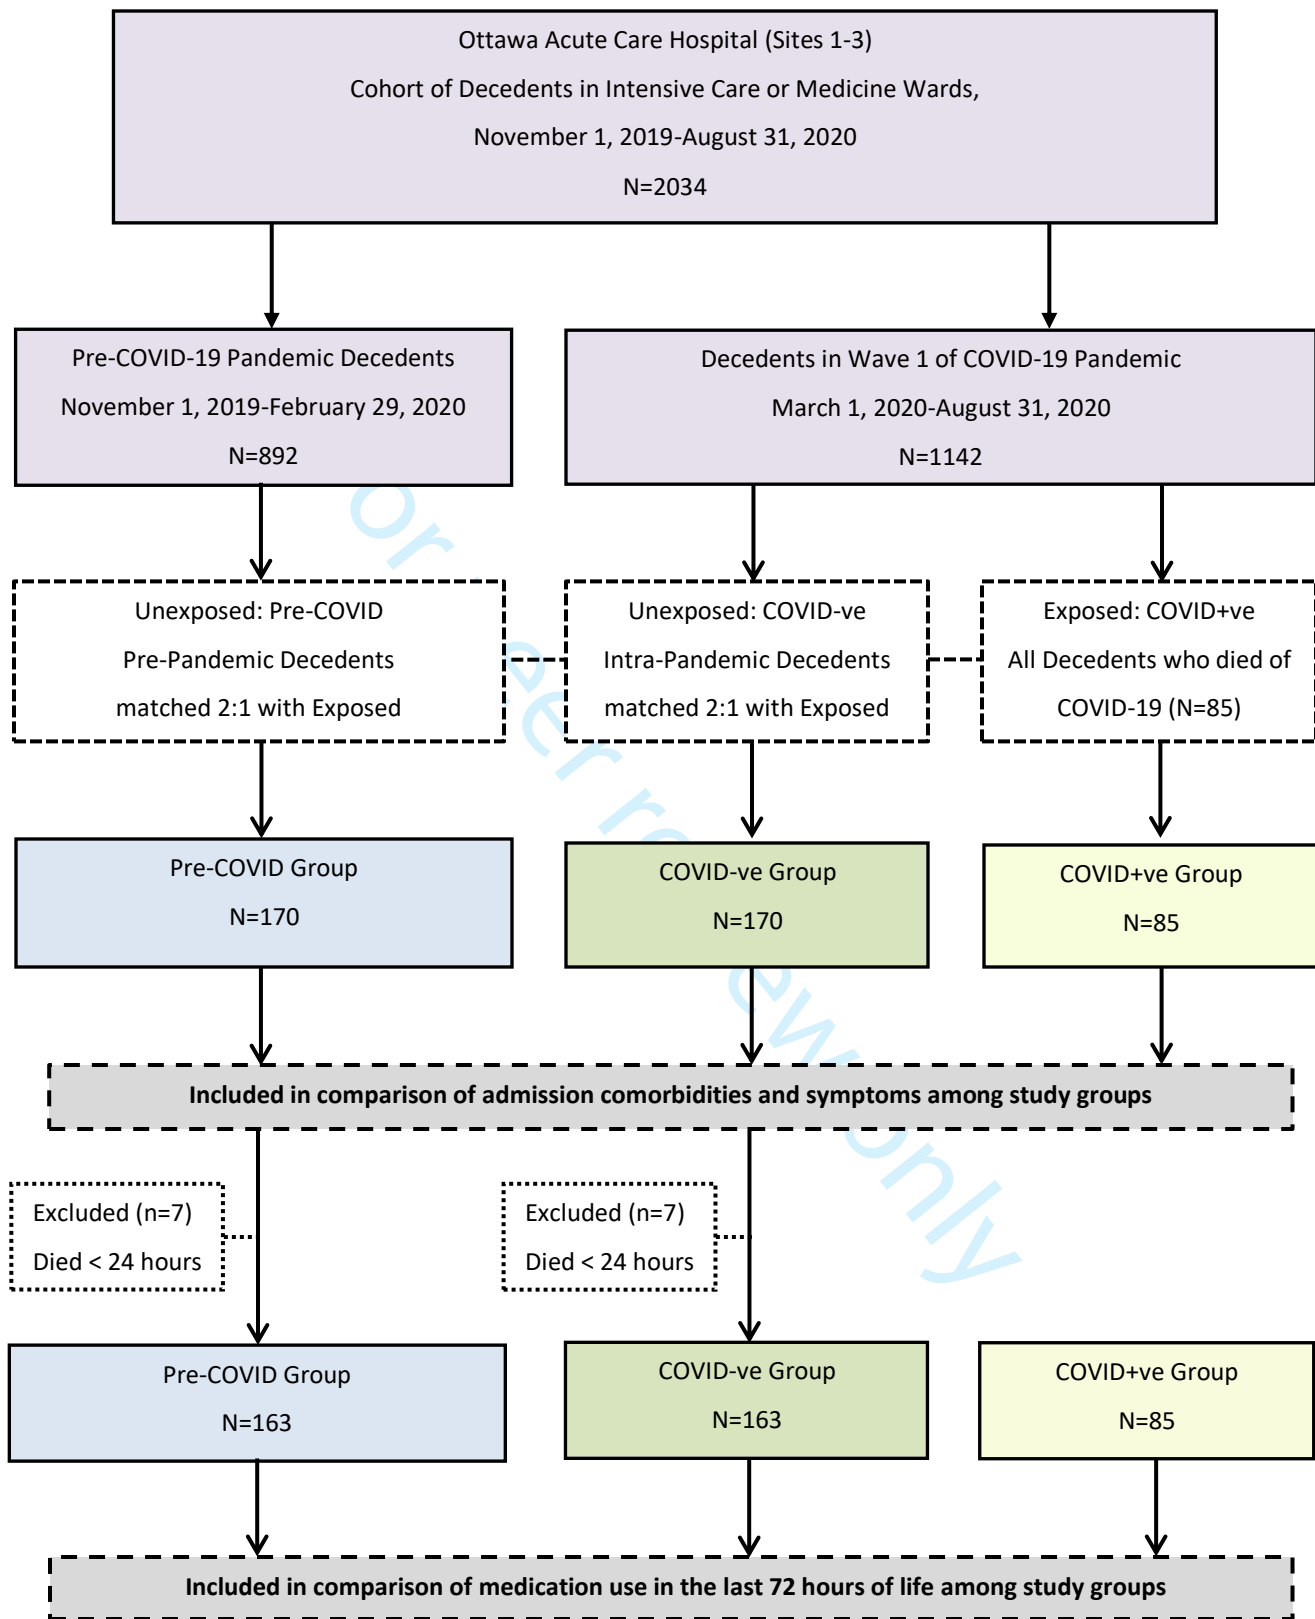 Ottawa Acute Care Hospital (Sites 1-3)
Cohort of Decedents in Intensive Care or Medicine Wards,
November 1, 2019-August 31, 2020
N=2034
Pre-COVID-19 Pandemic Decedents
November 1, 2019-February 29, 2020
N=892
Decedents in Wave 1 of COVID-19 Pandemic
March 1, 2020-August 31, 2020
N=1142
Unexposed: Pre-COVID
Pre-Pandemic Decedents
matched 2:1 with Exposed
Unexposed: COVID-ve
Intra-Pandemic Decedents
matched 2:1 with Exposed
Exposed: COVID+ve
All Decedents who died of
COVID-19 (N=85)
Pre-COVID Group
N=170
COVID-ve Group
N=170
COVID+ve Group
N=85
Included in comparison of admission comorbidities and symptoms among study groups
Excluded (n=7)
Died < 24 hours
Excluded (n=7)
Died < 24 hours
Pre-COVID Group
N=163
COVID-ve Group
N=163
COVID+ve Group
N=85
Included in comparison of medication use in the last 72 hours of life among study groups
only